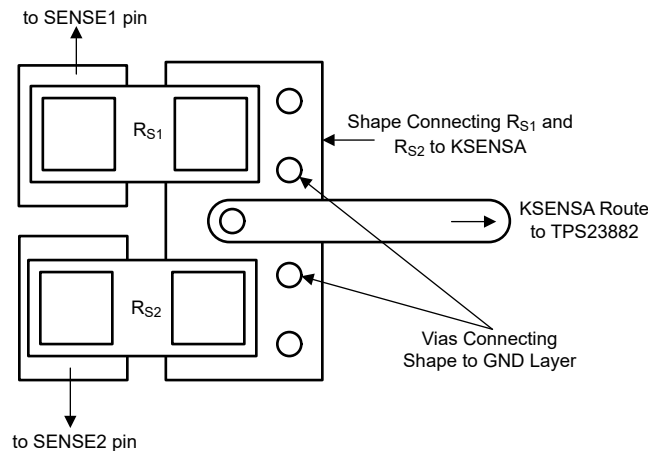 to SENSE1 pin
RS1
Shape Connecting RS1 and
RS2 to KSENSA
KSENSA Route
to TPS23882
RS2
Vias Connecting
Shape to GND Layer
to SENSE2 pin